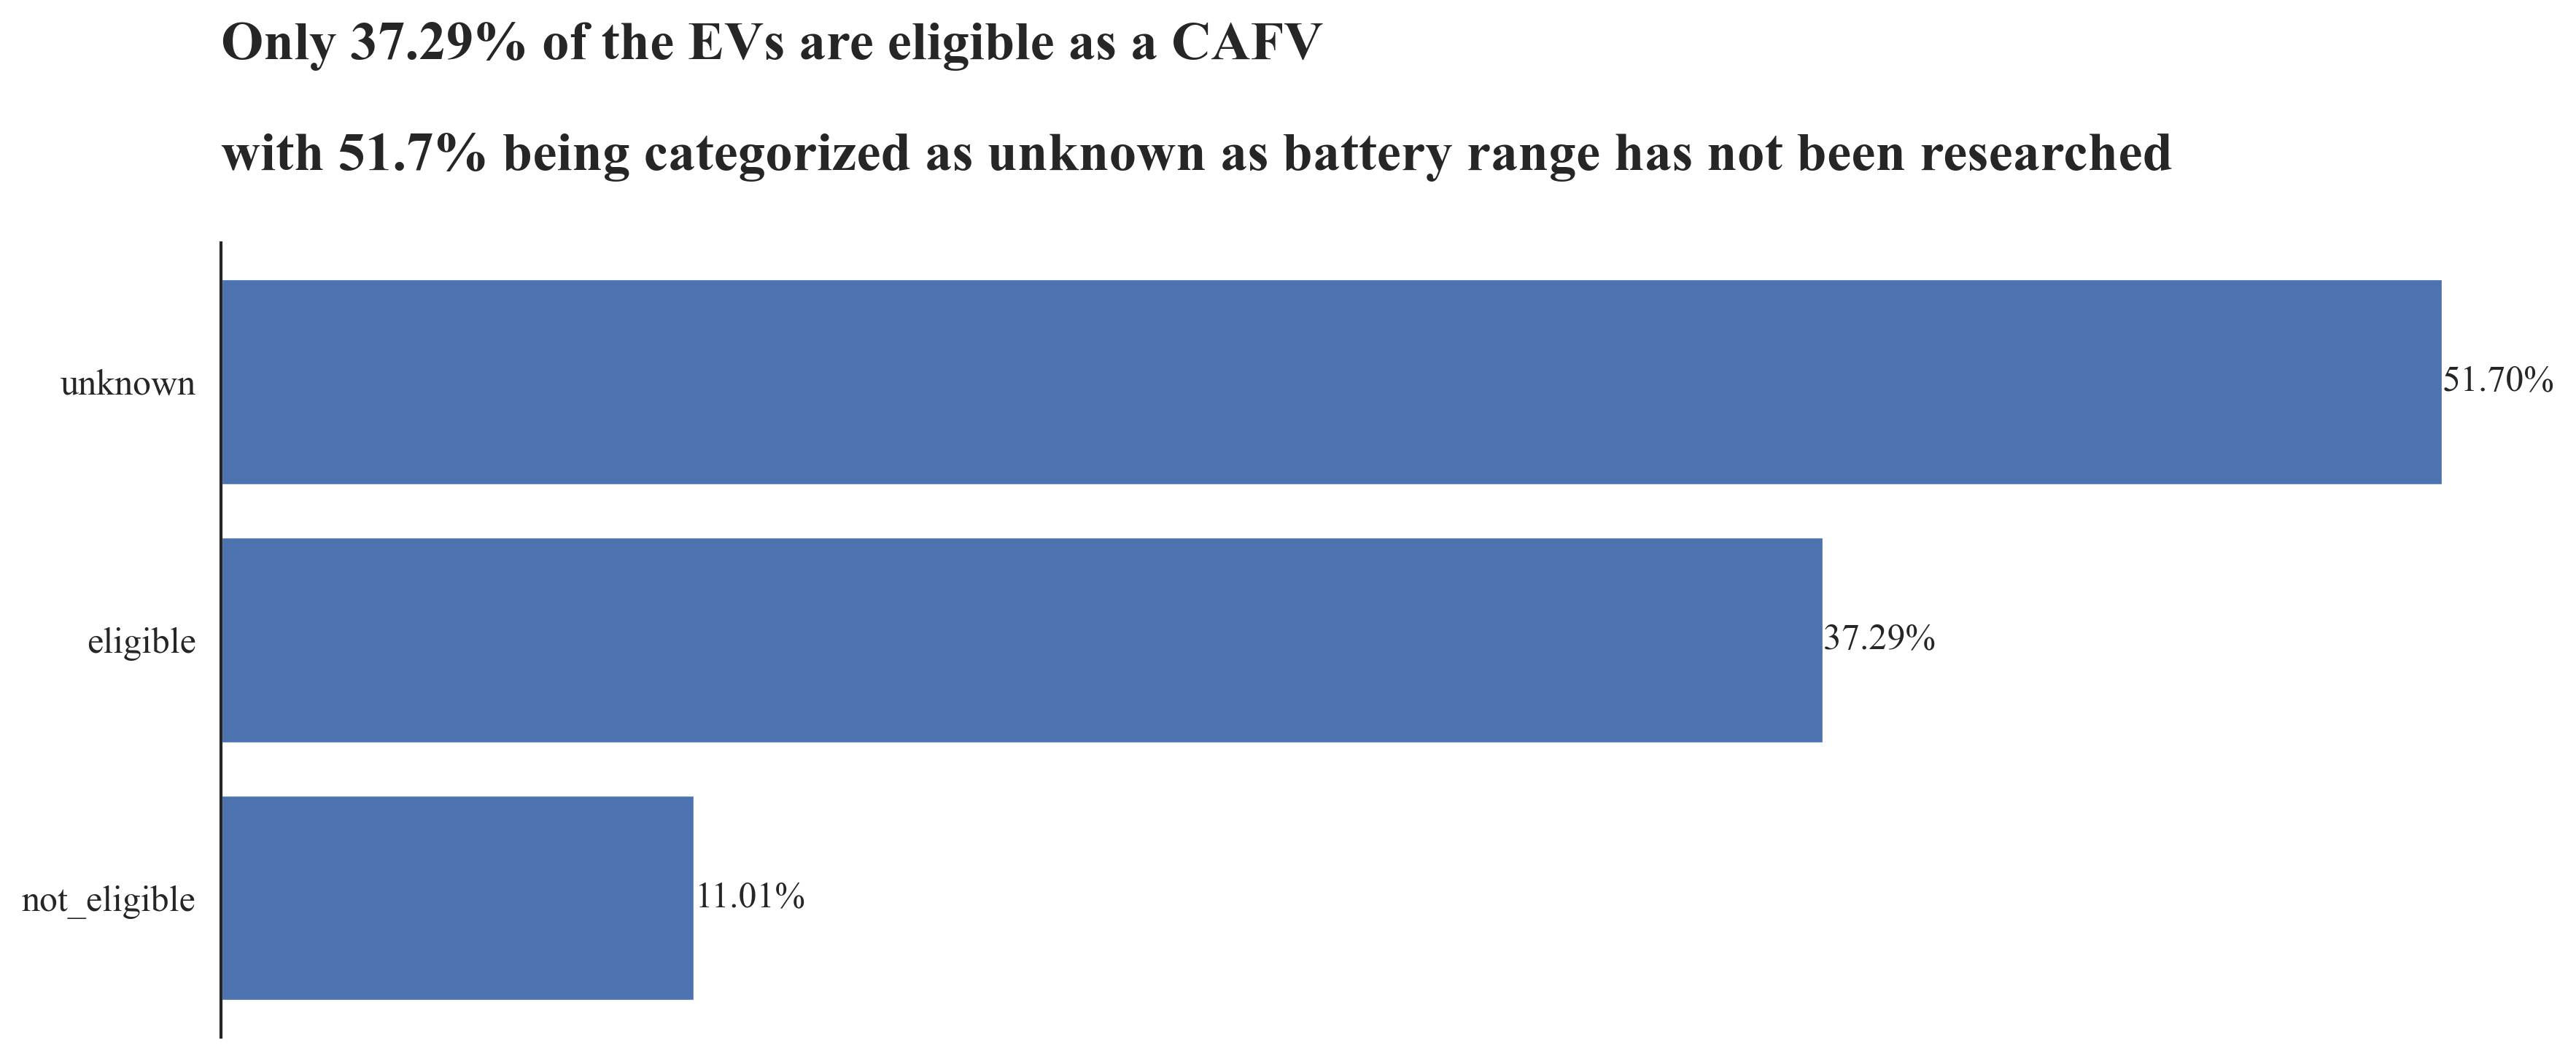 Only 37.29% of the EVs are eligible as a CAFV
with 51.7% being categorized as unknown as battery range has not been researched
unknown
51.70%
eligible
37.29%
not_eligible
11.01%